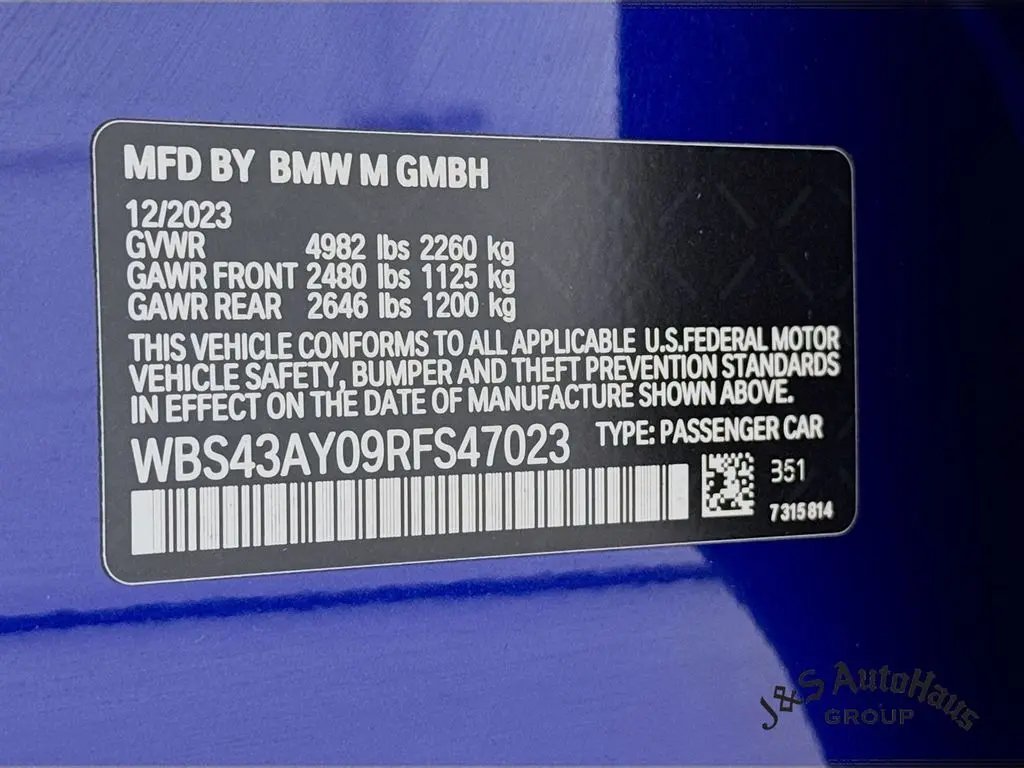 MFD BY BMW M GMBH
12/2023
GVWR 4982 lbs 2260 kg
GAWR FRONT 2480 lbs 1125 kg
GAWR REAR 2646 lbs 1200 kg
THIS VEHICLE CONFORMS TO ALL APPLICABLE U.S.FEDERAL MOTOR
VEHICLE SAFETY, BUMPER AND THEFT PREVENTION STANDARDS
IN EFFECT ON THE DATE OF MANUFACTURE SHOWN ABOVE.
WBS43AY09RFS47023 TYPE: PASSENGER CAR
351
7315814
J&S AutoHaus
GROUP